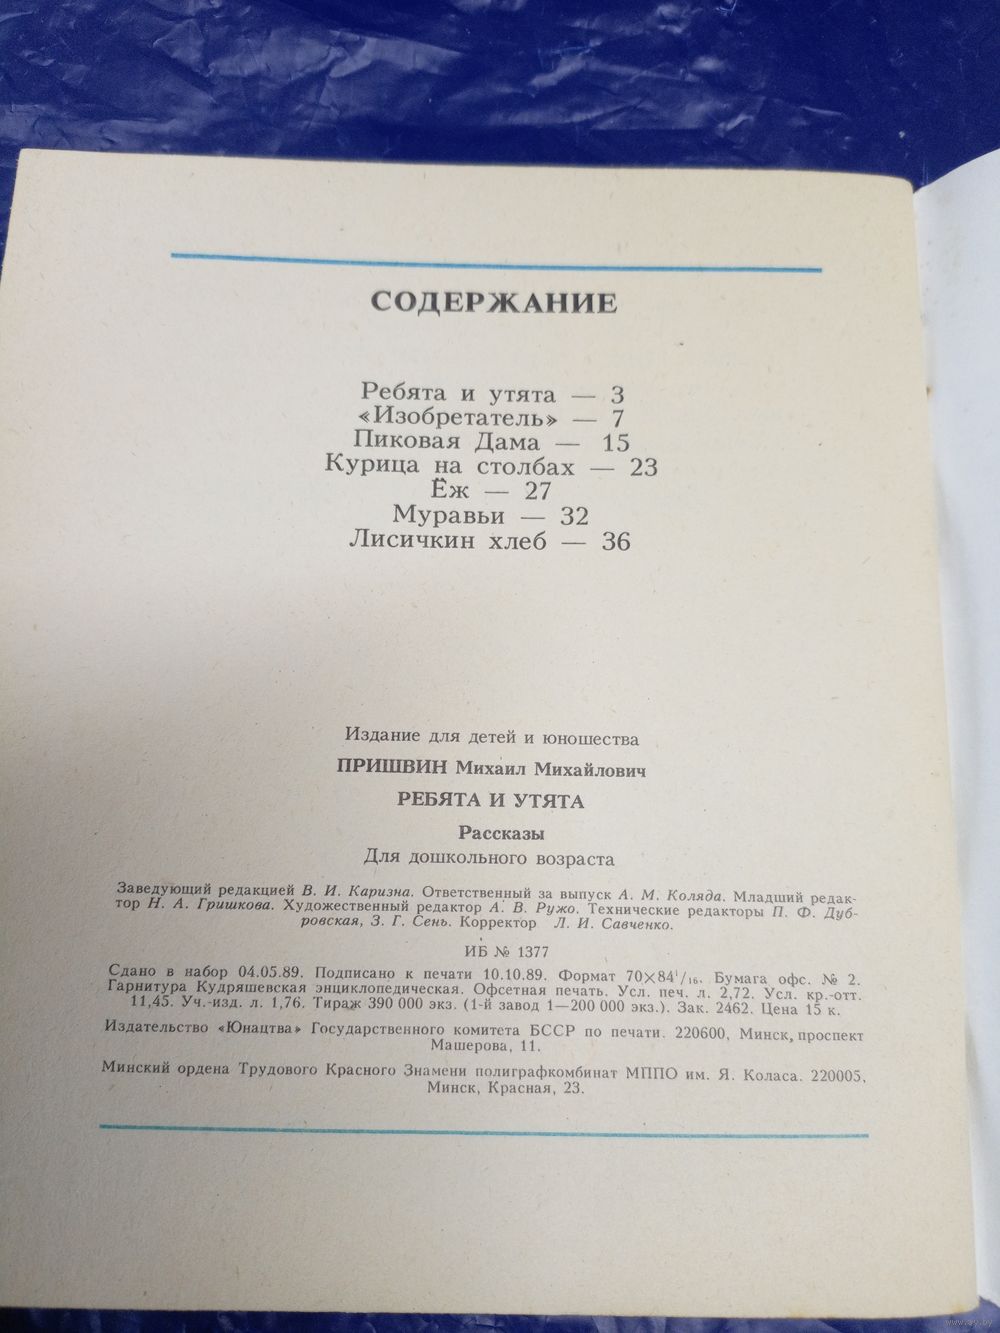 СОДЕРЖАНИЕ
Ребята и утята — 3
«Изобретатель» — 7
Пиковая Дама — 15
Курица на столбах — 23
Ёж — 27
Муравьи — 32
Лисичкин хлеб — 36
Издание для детей и юношества
ПРИШВИН Михаил Михайлович
РЕБЯТА И УТЯТА
Рассказы
Для дошкольного возраста
Заведующий редакцией В. И. Каризна. Ответственный за выпуск А. М. Коляда. Младший редак-
тор Н. А. Гришкова. Художественный редактор А. В. Ружо. Технические редакторы П. Ф. Дуб-
ровская, З. Г. Сень. Корректор Л. И. Савченко.
ИБ № 1377
Сдано в набор 04.05.89. Подписано к печати 10.10.89. Формат 70×84¹/₁₆. Бумага офс. № 2.
Гарнитура Кудряшевская энциклопедическая. Офсетная печать. Усл. печ. л. 2,72. Усл. кр.-отт.
11,45. Уч.-изд. л. 1,76. Тираж 390 000 экз. (1-й завод 1—200 000 экз.). Зак. 2462. Цена 15 к.
Издательство «Юнацтва» Государственного комитета БССР по печати. 220600, Минск, проспект
Машерова, 11.
Минский ордена Трудового Красного Знамени полиграфкомбинат МППО им. Я. Коласа. 220005,
Минск, Красная, 23.
www.ay.by